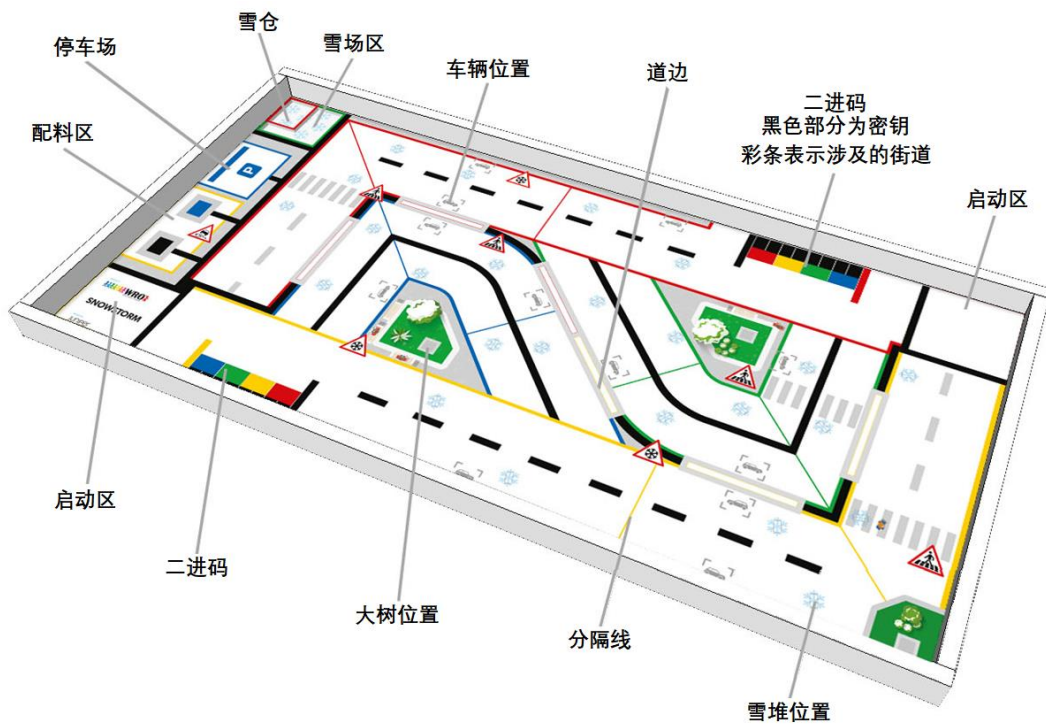 雪仓
雪场区
停车场
车辆位置
道边
二进码
黑色部分为密钥
彩条表示涉及的街道
配料区
启动区
P
WRO
SNOWSTORM
启动区
二进码
大树位置
分隔线
雪堆位置